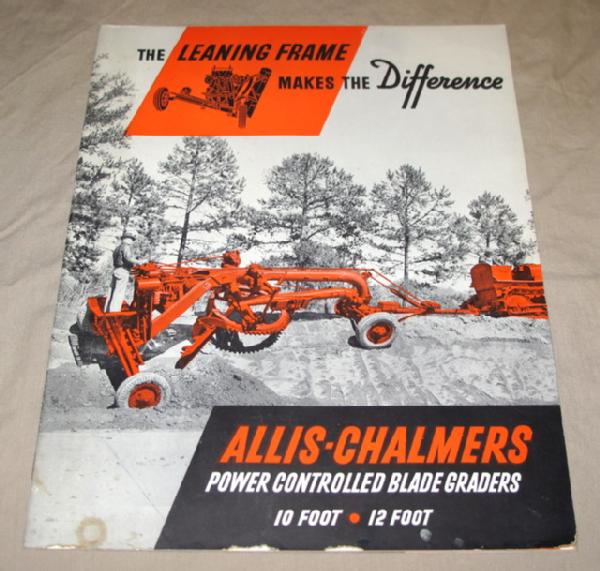 THE LEANING FRAME
MAKES THE Difference
ALLIS-CHALMERS
POWER CONTROLLED BLADE GRADERS
10 FOOT • 12 FOOT